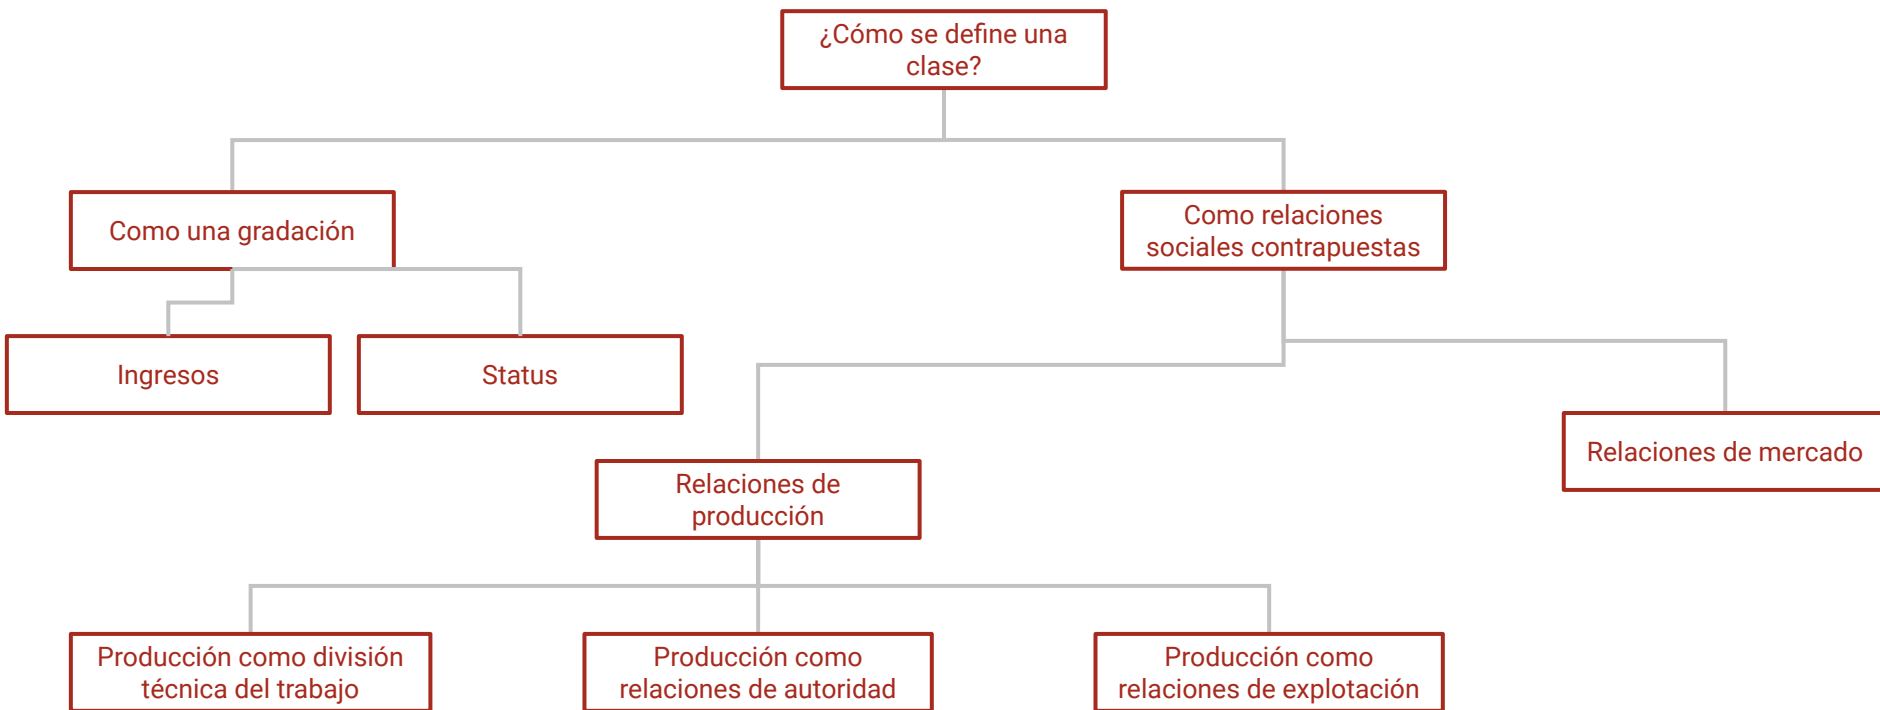 ¿Cómo se define una
clase?
Como una gradación
Como relaciones
sociales contrapuestas
Ingresos
Status
Relaciones de mercado
Relaciones de
producción
Producción como división
técnica del trabajo
Producción como
relaciones de autoridad
Producción como
relaciones de explotación